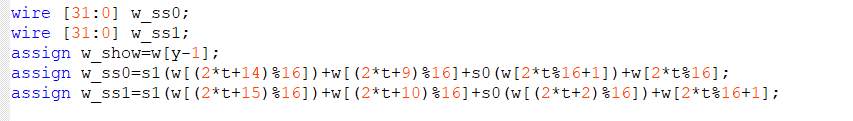 wire [31:0] w_ss0;
wire [31:0] w_ss1;
assign w_show=w[y-1];
assign w_ss0=s1(w[(2*t+14)%16])+w[(2*t+9)%16]+s0(w[2*t%16+1])+w[2*t%16];
assign w_ss1=s1(w[(2*t+15)%16])+w[(2*t+10)%16]+s0(w[(2*t+2)%16])+w[2*t%16+1];